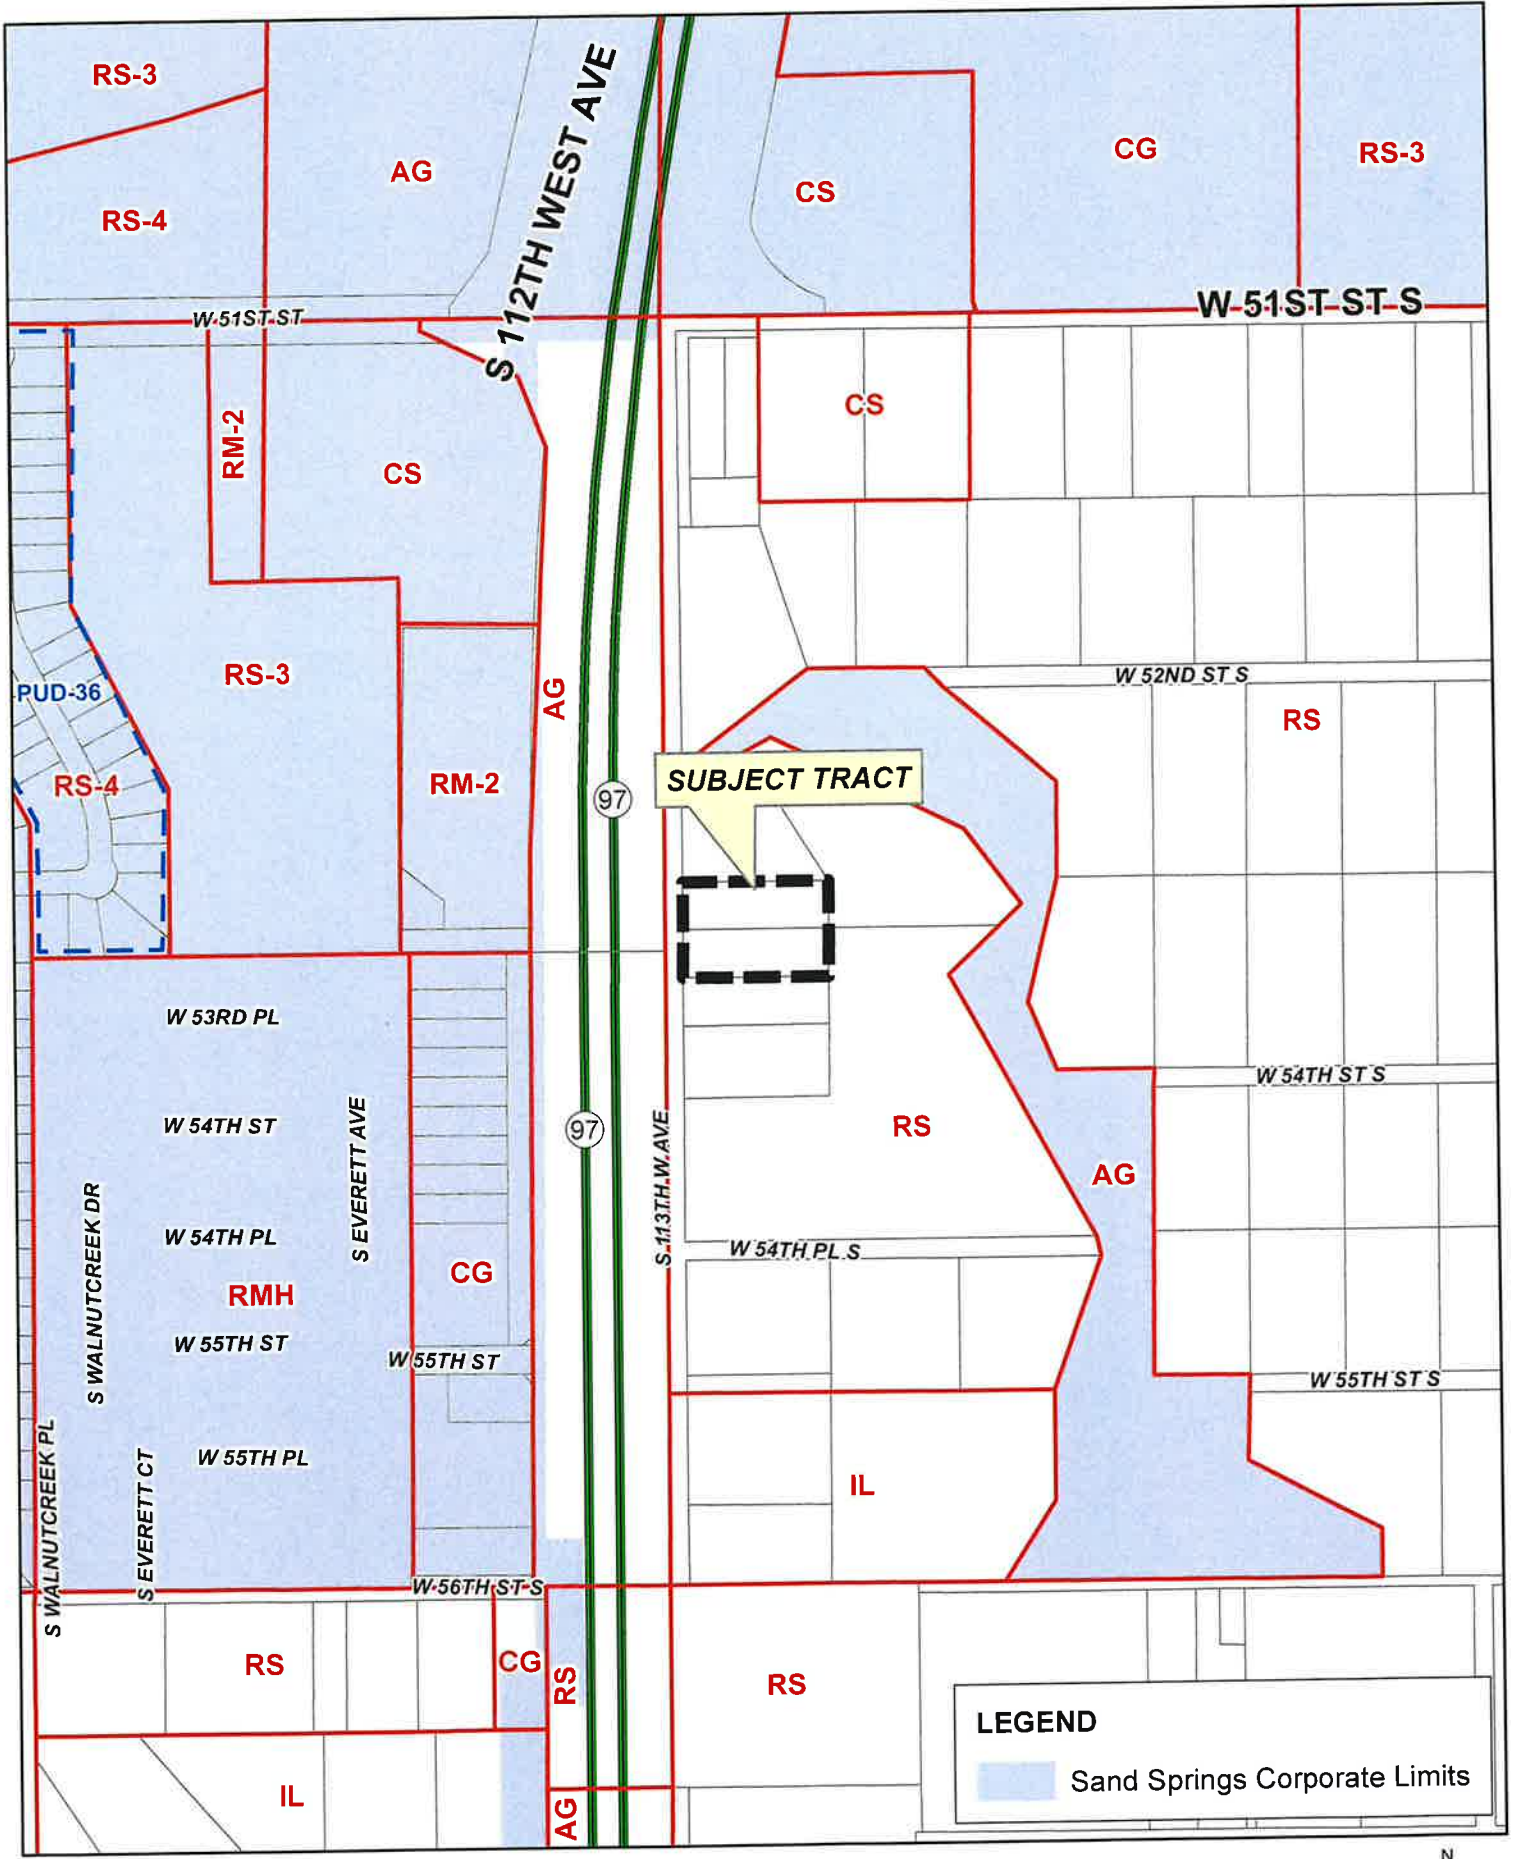 RS-3
S 112TH WEST AVE
AG
CS
CG
RS-3
RS-4
W 51ST ST
W 51ST ST S
RM-2
CS
CS
RS-3
PUD-36
AG
W 52ND ST S
RS
RS-4
RM-2
97
SUBJECT TRACT
W 53RD PL
W 54TH ST
S EVERETT AVE
97
S 113TH W AVE
RS
W 54TH ST S
AG
S WALNUTCREEK DR
W 54TH PL
W 54TH PL S
RMH
CG
W 55TH ST
W 55TH ST
W 55TH ST S
S WALNUTCREEK PL
S EVERETT CT
W 55TH PL
IL
W 56TH ST S
RS
CG
RS
RS
IL
AG
LEGEND
Sand Springs Corporate Limits
N